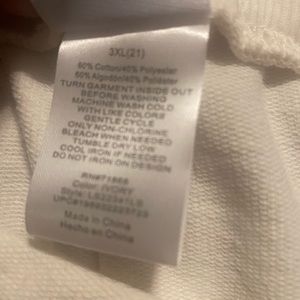 3XL(21)
60% Cotton/40% Polyester
60% Algodón/40% Poliéster
TURN GARMENT INSIDE OUT
BEFORE WASHING
MACHINE WASH COLD
WITH LIKE COLORS
GENTLE CYCLE
ONLY NON-CHLORINE
BLEACH WHEN NEEDED
TUMBLE DRY LOW
COOL IRON IF NEEDED
DO NOT IRON ON DESIGN
Color: IVORY
Made in China
Hecho en China